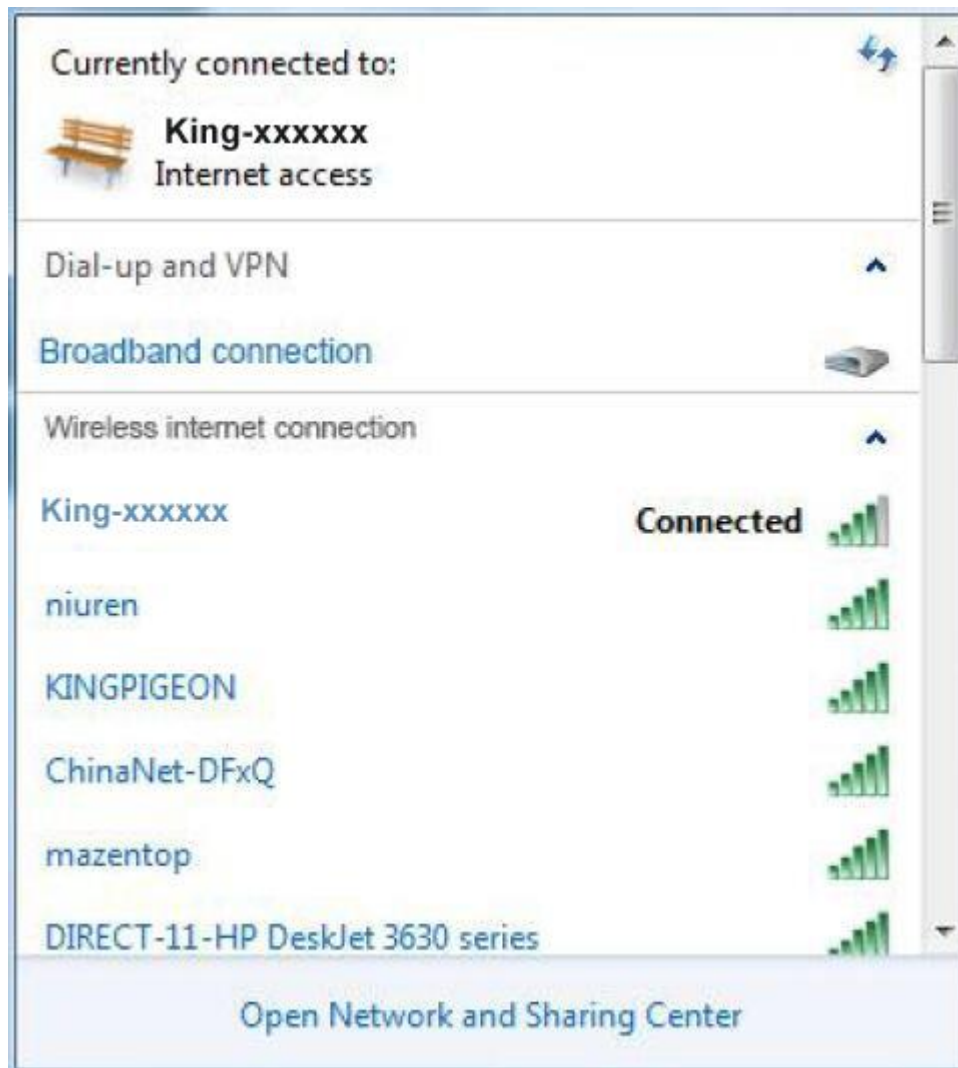 Currently connected to:
King-xxxxxx
Internet access
Dial-up and VPN
Broadband connection
Wireless internet connection
King-xxxxxx Connected
niuren
KINGPIGEON
ChinaNet-DFxQ
mazentop
DIRECT-11-HP DeskJet 3630 series
Open Network and Sharing Center